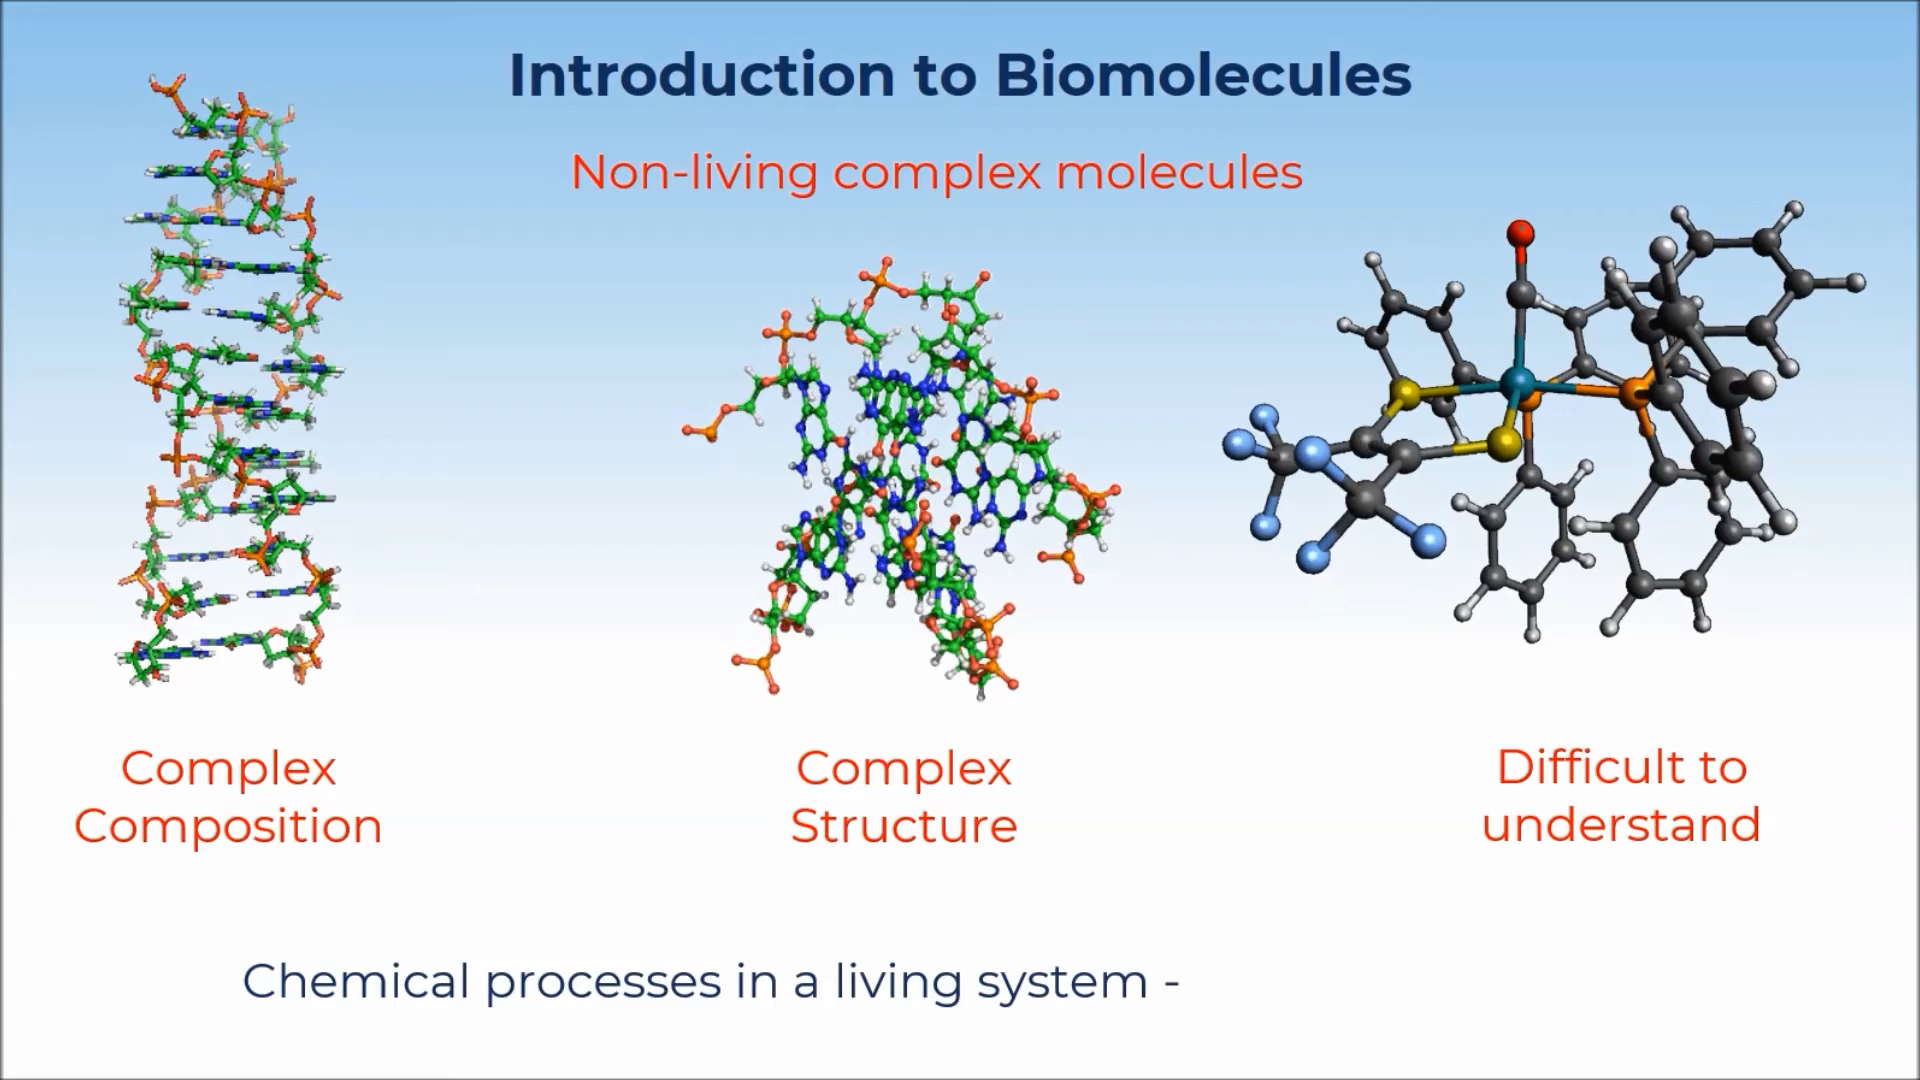 Introduction to Biomolecules
Non-living complex molecules
Complex
Composition
Complex
Structure
Difficult to
understand
Chemical processes in a living system -